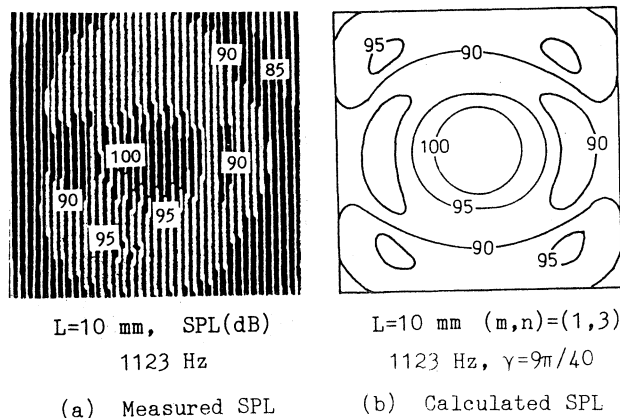 90
85
100
90
90
95
95
L=10 mm, SPL(dB)
1123 Hz
(a) Measured SPL
95
90
100
90
95
90
95
L=10 mm (m,n)=(1,3)
1123 Hz, γ=9π/40
(b) Calculated SPL